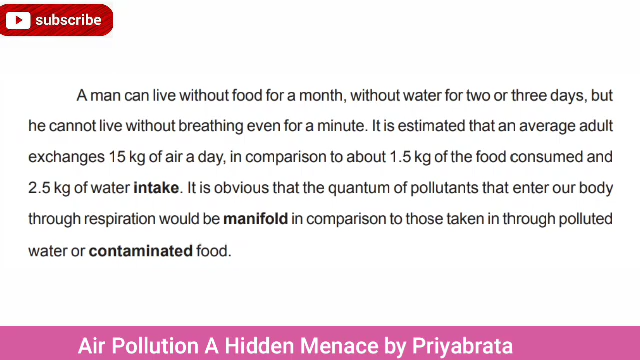 subscribe
A man can live without food for a month, without water for two or three days, but
he cannot live without breathing even for a minute. It is estimated that an average adult
exchanges 15 kg of air a day, in comparison to about 1.5 kg of the food consumed and
2.5 kg of water intake. It is obvious that the quantum of pollutants that enter our body
through respiration would be manifold in comparison to those taken in through polluted
water or contaminated food.
Air Pollution A Hidden Menace by Priyabrata